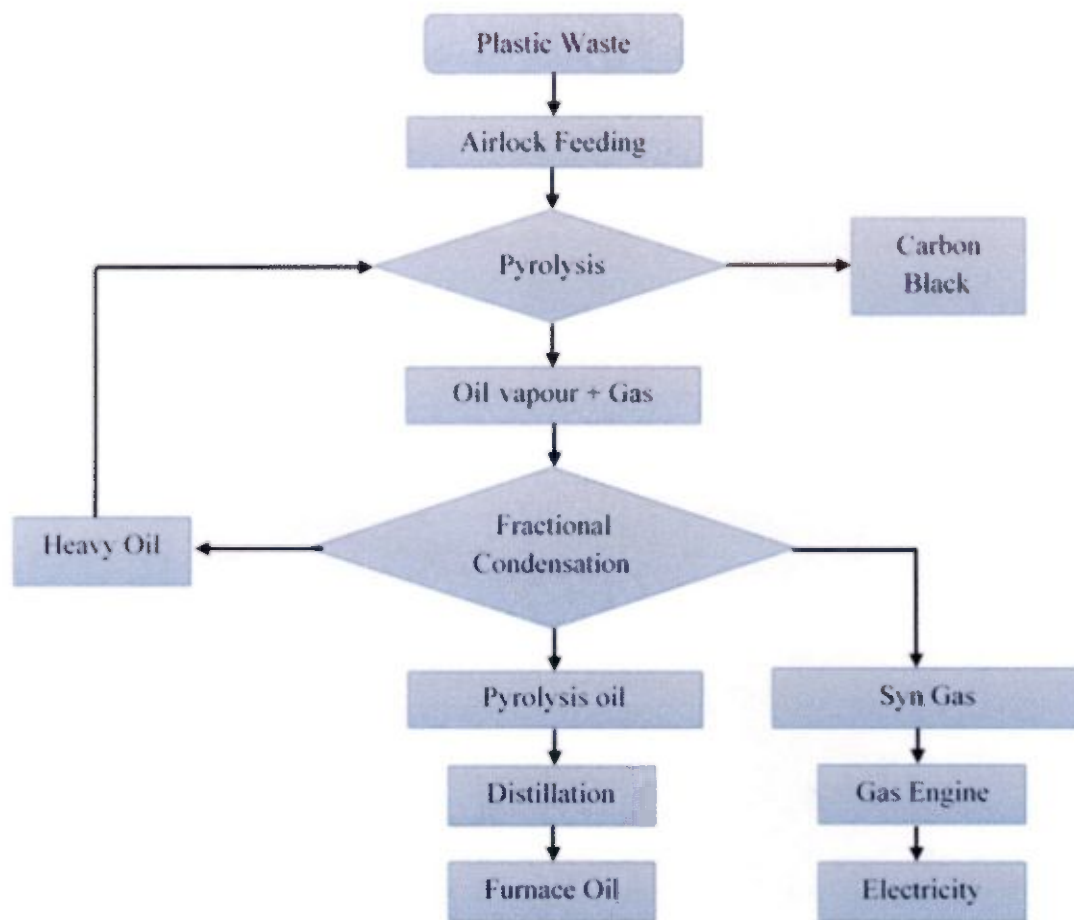 Plastic Waste
Airlock Feeding
Pyrolysis
Carbon
Black
Oil vapour + Gas
Fractional
Condensation
Heavy Oil
Pyrolysis oil
Syn Gas
Distillation
Gas Engine
Furnace Oil
Electricity